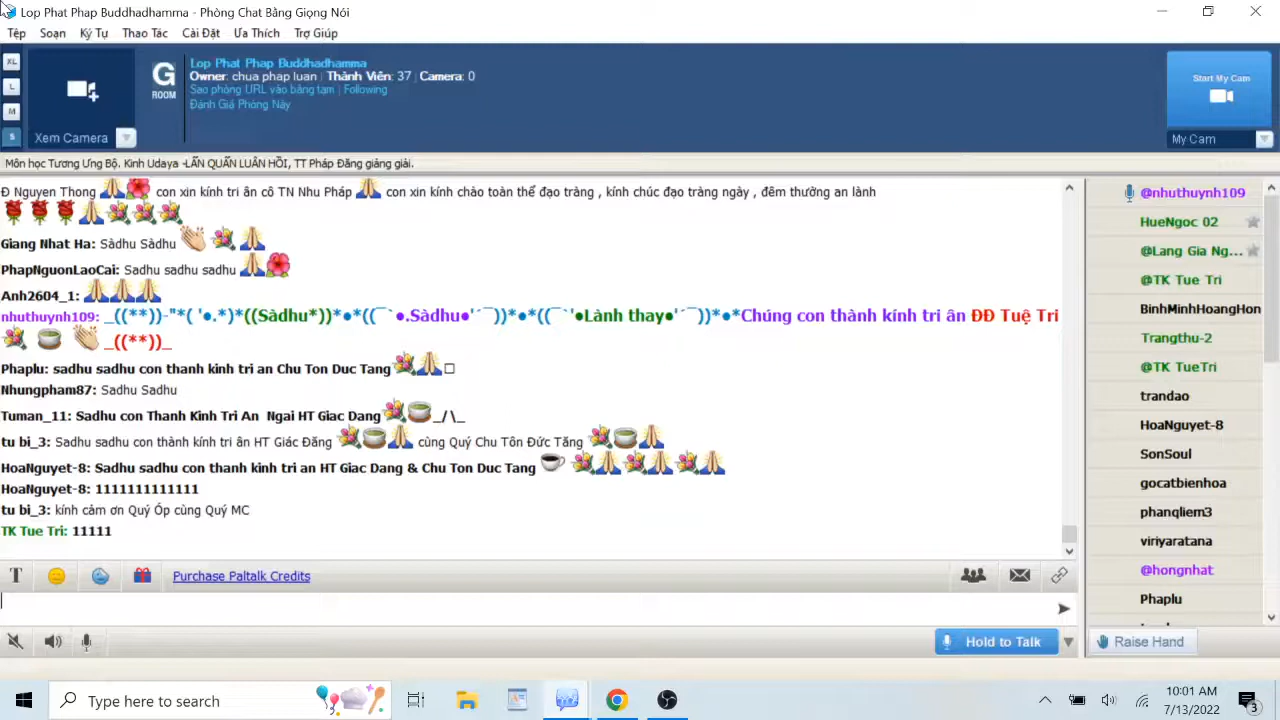 Lop Phat Phap Buddhadhamma - Phòng Chat Bằng Giọng Nói
Tệp Soạn Ký Tự Thao Tác Cài Đặt Ưa Thích Trợ Giúp
XL
L
M
S
Xem Camera
G
ROOM
Lop Phat Phap Buddhadhamma
Owner: chua phap luan | Thành Viên: 37 | Camera: 0
Sao phòng URL vào bảng tạm | Following
Đánh Giá Phòng Này
Start My Cam
My Cam
Môn học Tương Ưng Bộ. Kinh Udaya -LẨN QUẨN LUÂN HỒI, TT Pháp Đăng giảng giải.
Đ Nguyen Thong con xin kính tri ân cô TN Nhu Pháp con xin kính chào toàn thể đạo tràng , kính chúc đạo tràng ngày , đêm thường an lành
Giang Nhat Ha: Sàdhu Sàdhu
PhapNguonLaoCai: Sadhu sadhu sadhu
Anh2604_1:
nhuthuynh109: _((**))-"*( '●.*)*((Sàdhu*))*●*((¯`●.Sàdhu●'´¯))*●*((¯`'●Lành thay●'´¯))*●*Chúng con thành kính tri ân ĐĐ Tuệ Tri
_((**))_
Phaplu: sadhu sadhu con thanh kinh tri an Chu Ton Duc Tang □
Nhungpham87: Sadhu Sadhu
Tuman_11: Sadhu con Thanh Kinh Tri An Ngai HT Giac Dang _/\_
tu bi_3: Sadhu sadhu con thành kính tri ân HT Giác Đăng cùng Quý Chu Tôn Đức Tăng
HoaNguyet-8: Sadhu sadhu con thanh kinh tri an HT Giac Dang & Chu Ton Duc Tang
HoaNguyet-8: 1111111111111
tu bi_3: kính cảm ơn Quý Óp cùng Quý MC
TK Tue Tri: 11111
@nhuthuynh109
HueNgoc 02
@Lang Gia Ng...
@TK Tue Tri
BinhMinhHoangHon
Trangthu-2
@TK TueTri
trandao
HoaNguyet-8
SonSoul
gocatbienhoa
phanqliem3
viriyaratana
@hongnhat
Phaplu
T Purchase Paltalk Credits
Hold to Talk
Raise Hand
Type here to search
10:01 AM
7/13/2022
3